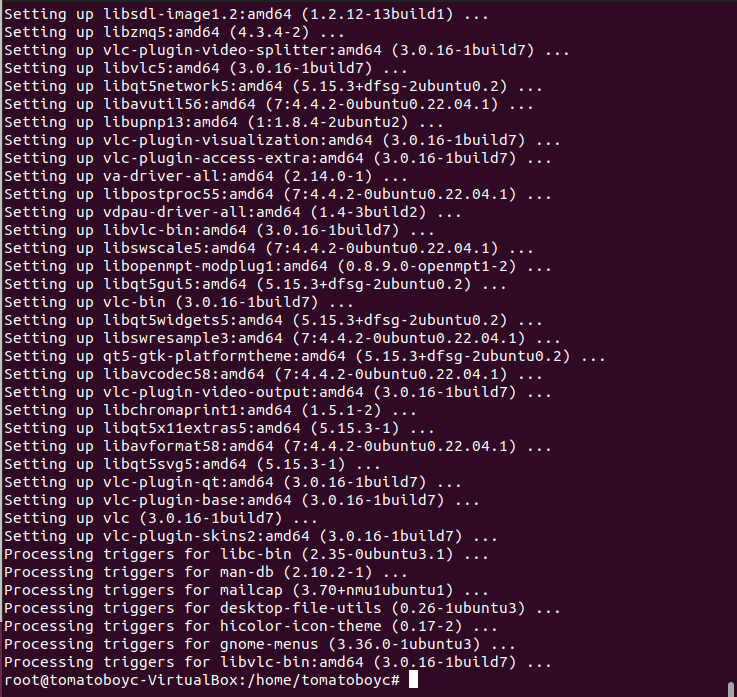 Setting up libsdl-image1.2:amd64 (1.2.12-13build1) ...
Setting up libzmq5:amd64 (4.3.4-2) ...
Setting up vlc-plugin-video-splitter:amd64 (3.0.16-1build7) ...
Setting up libvlc5:amd64 (3.0.16-1build7) ...
Setting up libqt5network5:amd64 (5.15.3+dfsg-2ubuntu0.2) ...
Setting up libavutil56:amd64 (7:4.4.2-0ubuntu0.22.04.1) ...
Setting up libupnp13:amd64 (1:1.8.4-2ubuntu2) ...
Setting up vlc-plugin-visualization:amd64 (3.0.16-1build7) ...
Setting up vlc-plugin-access-extra:amd64 (3.0.16-1build7) ...
Setting up va-driver-all:amd64 (2.14.0-1) ...
Setting up libpostproc55:amd64 (7:4.4.2-0ubuntu0.22.04.1) ...
Setting up vdpau-driver-all:amd64 (1.4-3build2) ...
Setting up libvlc-bin:amd64 (3.0.16-1build7) ...
Setting up libswscale5:amd64 (7:4.4.2-0ubuntu0.22.04.1) ...
Setting up libopenmpt-modplug1:amd64 (0.8.9.0-openmpt1-2) ...
Setting up libqt5gui5:amd64 (5.15.3+dfsg-2ubuntu0.2) ...
Setting up vlc-bin (3.0.16-1build7) ...
Setting up libqt5widgets5:amd64 (5.15.3+dfsg-2ubuntu0.2) ...
Setting up libswresample3:amd64 (7:4.4.2-0ubuntu0.22.04.1) ...
Setting up qt5-gtk-platformtheme:amd64 (5.15.3+dfsg-2ubuntu0.2) ...
Setting up libavcodec58:amd64 (7:4.4.2-0ubuntu0.22.04.1) ...
Setting up vlc-plugin-video-output:amd64 (3.0.16-1build7) ...
Setting up libchromaprint1:amd64 (1.5.1-2) ...
Setting up libqt5x11extras5:amd64 (5.15.3-1) ...
Setting up libavformat58:amd64 (7:4.4.2-0ubuntu0.22.04.1) ...
Setting up libqt5svg5:amd64 (5.15.3-1) ...
Setting up vlc-plugin-qt:amd64 (3.0.16-1build7) ...
Setting up vlc-plugin-base:amd64 (3.0.16-1build7) ...
Setting up vlc (3.0.16-1build7) ...
Setting up vlc-plugin-skins2:amd64 (3.0.16-1build7) ...
Processing triggers for libc-bin (2.35-0ubuntu3.1) ...
Processing triggers for man-db (2.10.2-1) ...
Processing triggers for mailcap (3.70+nmu1ubuntu1) ...
Processing triggers for desktop-file-utils (0.26-1ubuntu3) ...
Processing triggers for hicolor-icon-theme (0.17-2) ...
Processing triggers for gnome-menus (3.36.0-1ubuntu3) ...
Processing triggers for libvlc-bin:amd64 (3.0.16-1build7) ...
root@tomatoboyc-VirtualBox:/home/tomatoboyc#